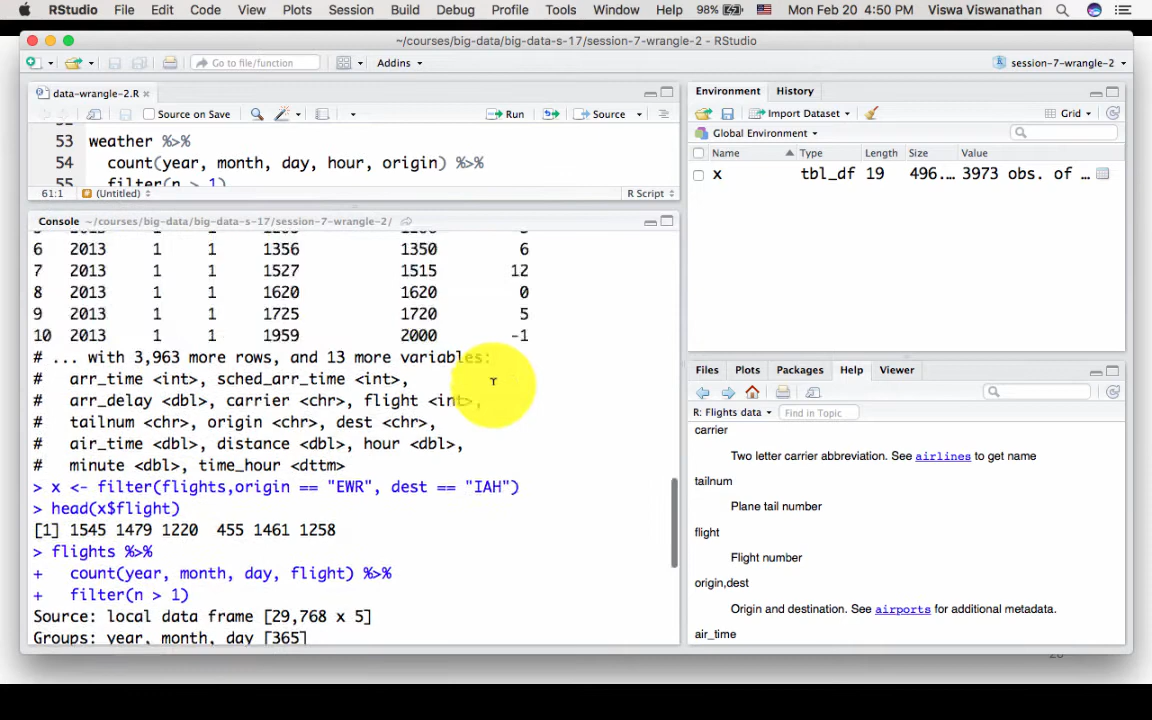 RStudio File Edit Code View Plots Session Build Debug Profile Tools Window Help 98% Mon Feb 20 4:50 PM Viswa Viswanathan
~/courses/big-data/big-data-s-17/session-7-wrangle-2 - RStudio
Go to file/function Addins session-7-wrangle-2
data-wrangle-2.R
Source on Save Run Source
53 weather %>%
54 count(year, month, day, hour, origin) %>%
55 filter(n > 1)
61:1 (Untitled) R Script
Console ~/courses/big-data/big-data-s-17/session-7-wrangle-2/
6 2013 1 1 1356 1350 6
7 2013 1 1 1527 1515 12
8 2013 1 1 1620 1620 0
9 2013 1 1 1725 1720 5
10 2013 1 1 1959 2000 -1
# ... with 3,963 more rows, and 13 more variables:
# arr_time <int>, sched_arr_time <int>,
# arr_delay <dbl>, carrier <chr>, flight <int>,
# tailnum <chr>, origin <chr>, dest <chr>,
# air_time <dbl>, distance <dbl>, hour <dbl>,
# minute <dbl>, time_hour <dttm>
> x <- filter(flights,origin == "EWR", dest == "IAH")
> head(x$flight)
[1] 1545 1479 1220 455 1461 1258
> flights %>%
+ count(year, month, day, flight) %>%
+ filter(n > 1)
Source: local data frame [29,768 x 5]
Groups: year, month, day [365]
Environment History
Import Dataset Grid
Global Environment
Name Type Length Size Value
x tbl_df 19 496.… 3973 obs. of …
Files Plots Packages Help Viewer
R: Flights data Find in Topic
carrier
Two letter carrier abbreviation. See airlines to get name
tailnum
Plane tail number
flight
Flight number
origin,dest
Origin and destination. See airports for additional metadata.
air_time